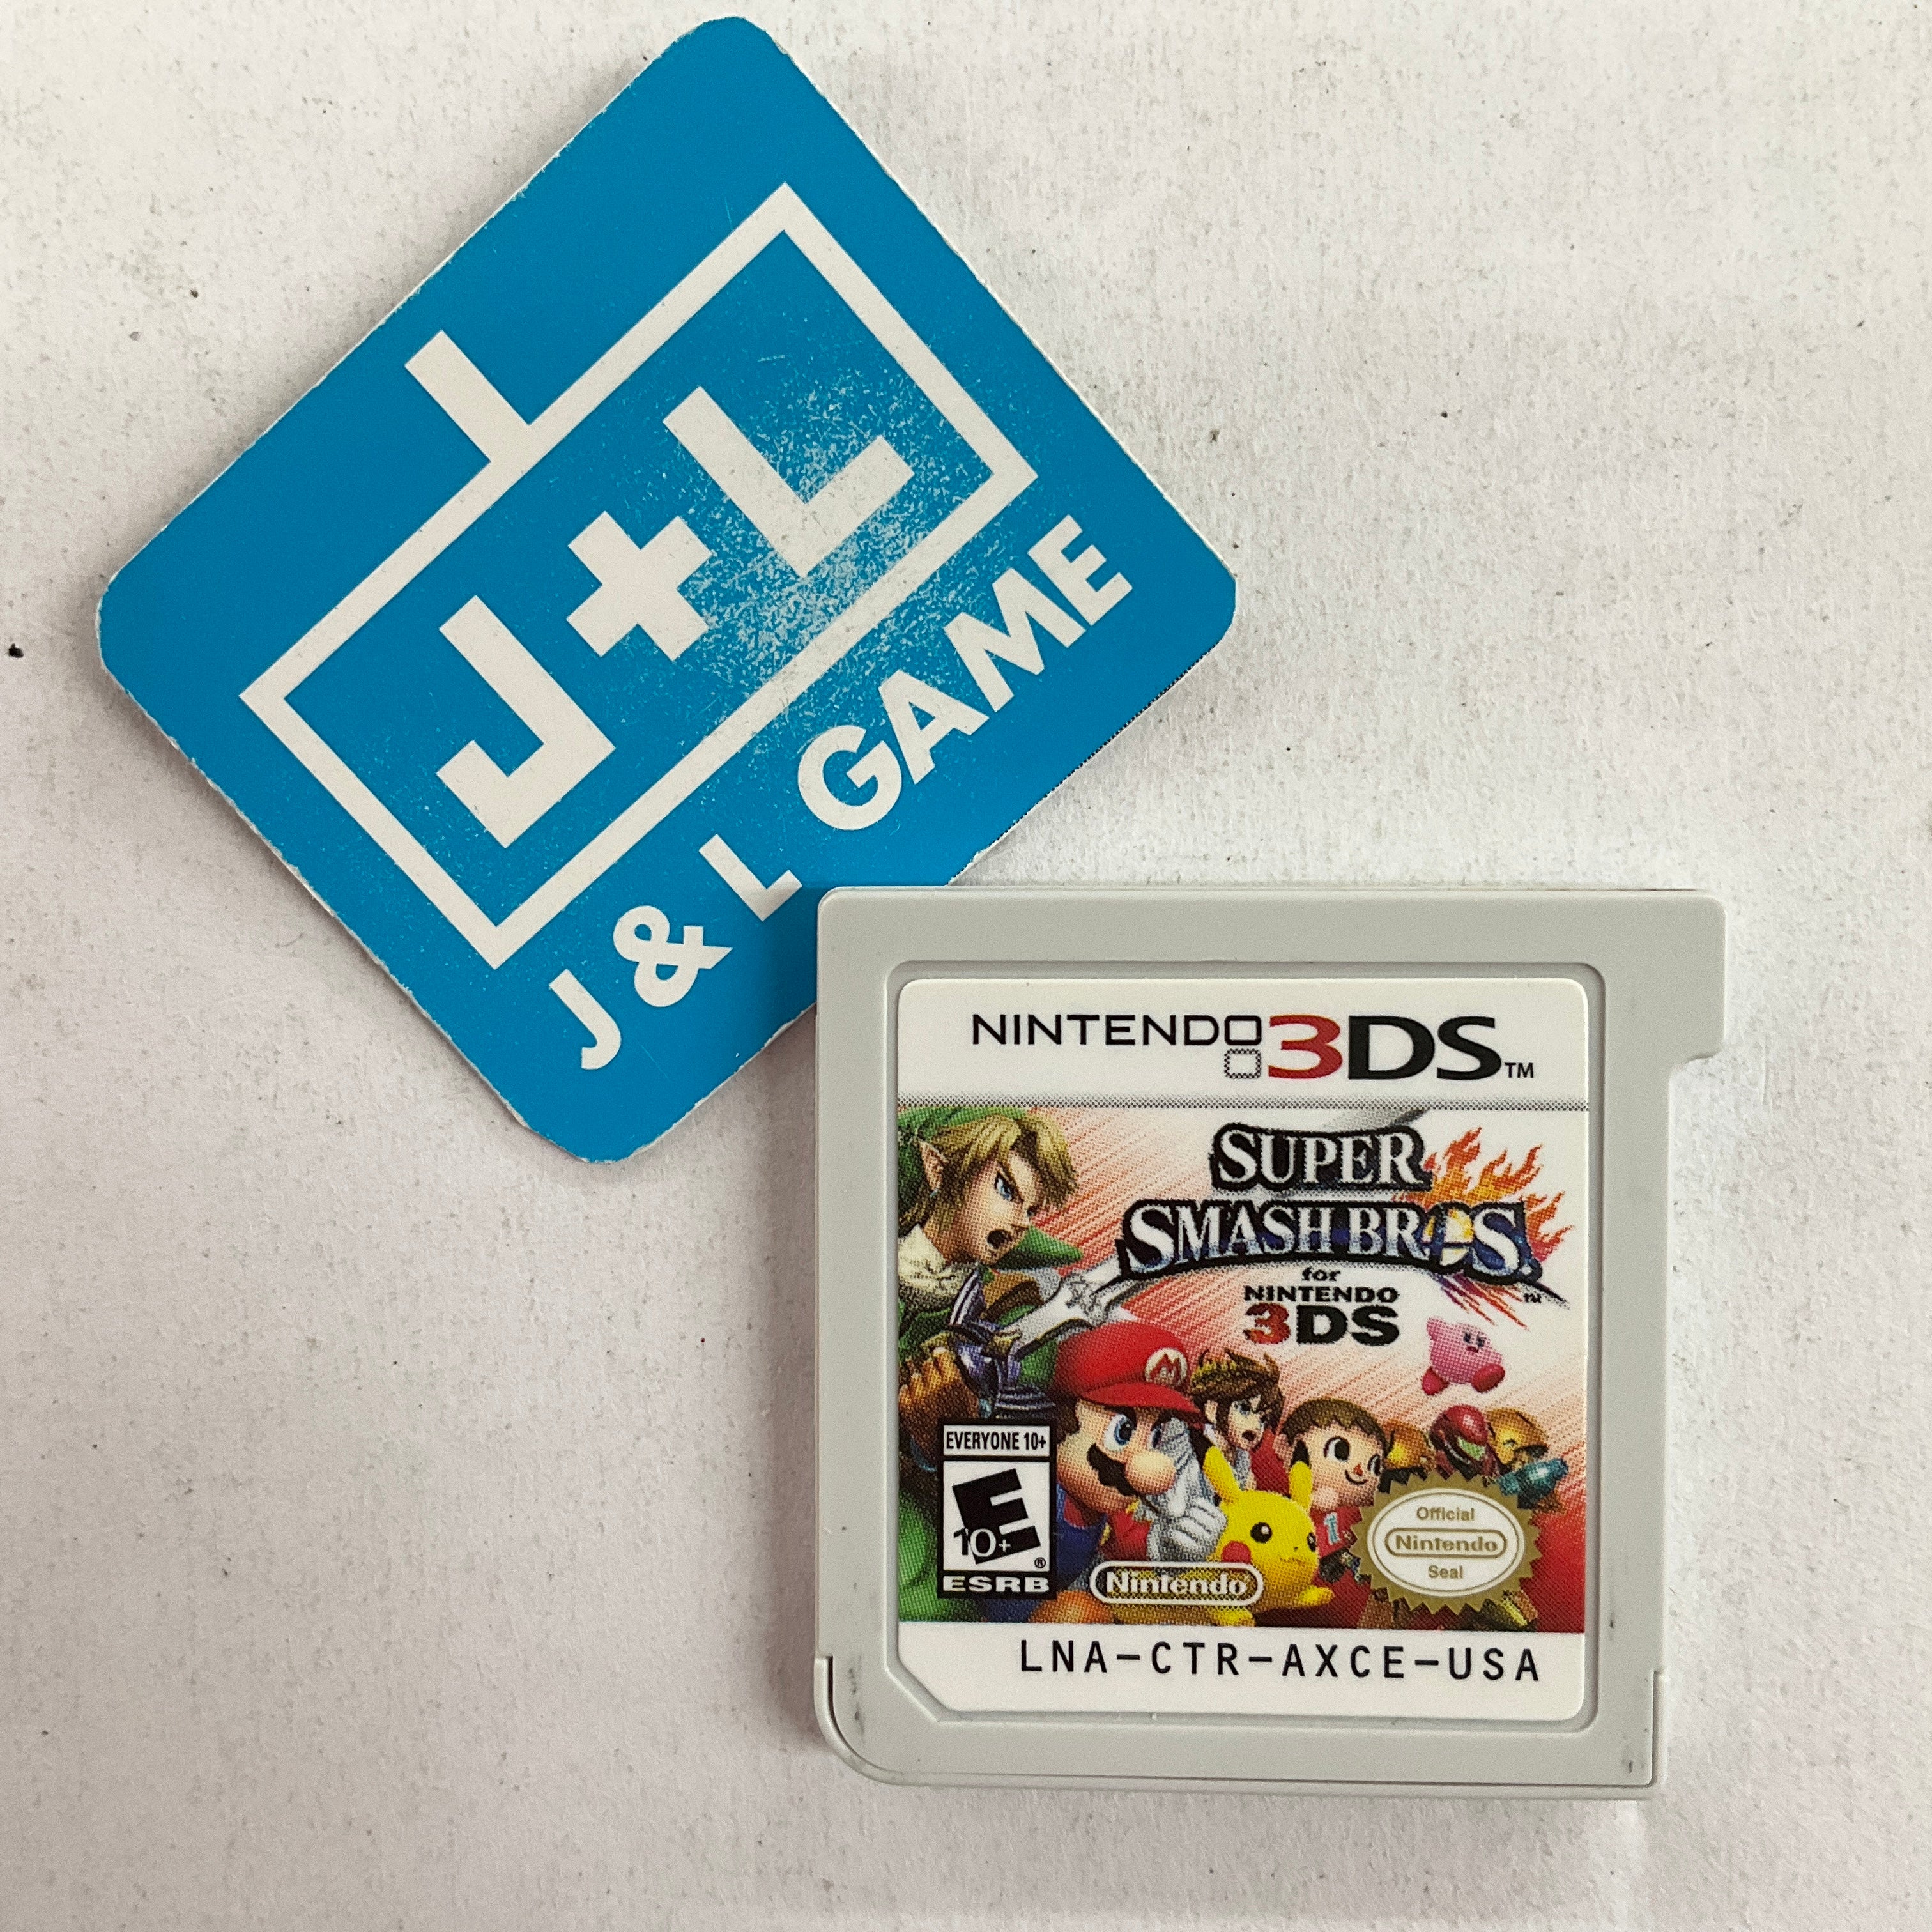 J+L
J & L GAME
NINTENDO 3DS™
SUPER
SMASH BROS.™
for
NINTENDO
3DS
M
EVERYONE 10+
E
10+
®
ESRB
Nintendo
Official
Nintendo
Seal
LNA-CTR-AXCE-USA